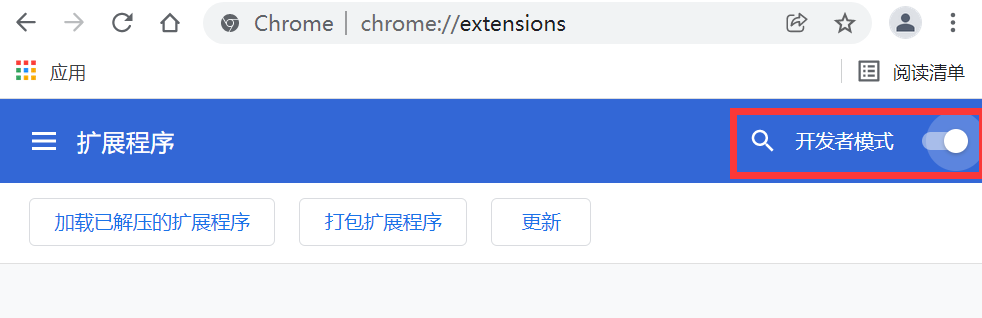 Chrome | chrome://extensions
应用
阅读清单
扩展程序
开发者模式
加载已解压的扩展程序
打包扩展程序
更新